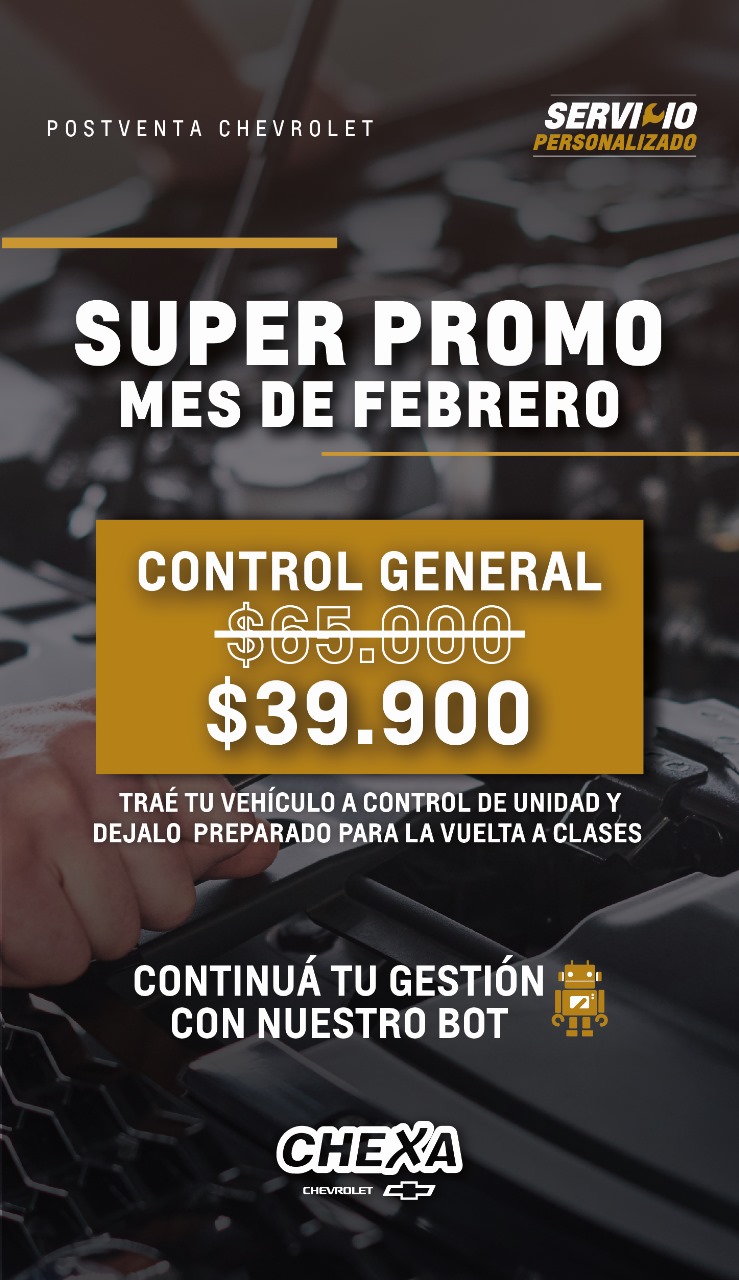 POSTVENTA CHEVROLET
SERVICIO
PERSONALIZADO
SUPER PROMO
MES DE FEBRERO
CONTROL GENERAL
$65.000
$39.900
TRAÉ TU VEHÍCULO A CONTROL DE UNIDAD Y
DEJALO PREPARADO PARA LA VUELTA A CLASES
CONTINUÁ TU GESTIÓN
CON NUESTRO BOT
CHEXA
CHEVROLET